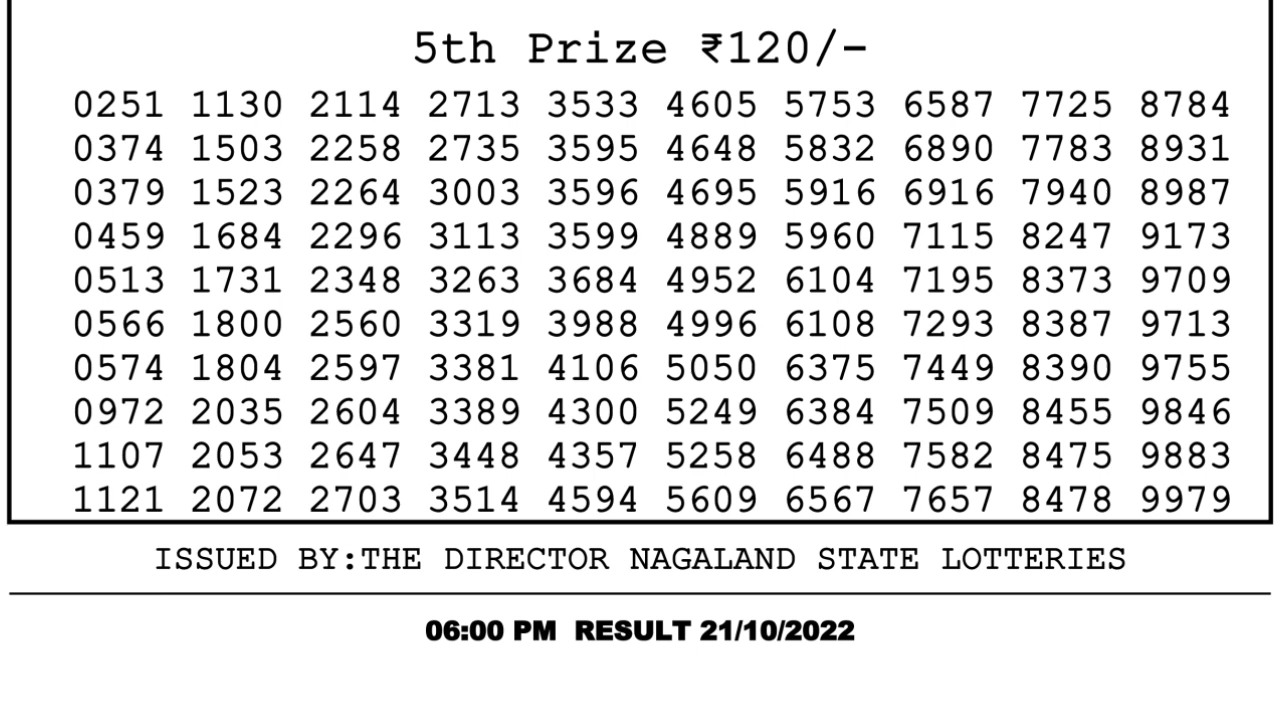 5th Prize ₹120/-
0251 1130 2114 2713 3533 4605 5753 6587 7725 8784
0374 1503 2258 2735 3595 4648 5832 6890 7783 8931
0379 1523 2264 3003 3596 4695 5916 6916 7940 8987
0459 1684 2296 3113 3599 4889 5960 7115 8247 9173
0513 1731 2348 3263 3684 4952 6104 7195 8373 9709
0566 1800 2560 3319 3988 4996 6108 7293 8387 9713
0574 1804 2597 3381 4106 5050 6375 7449 8390 9755
0972 2035 2604 3389 4300 5249 6384 7509 8455 9846
1107 2053 2647 3448 4357 5258 6488 7582 8475 9883
1121 2072 2703 3514 4594 5609 6567 7657 8478 9979
ISSUED BY:THE DIRECTOR NAGALAND STATE LOTTERIES
06:00 PM RESULT 21/10/2022